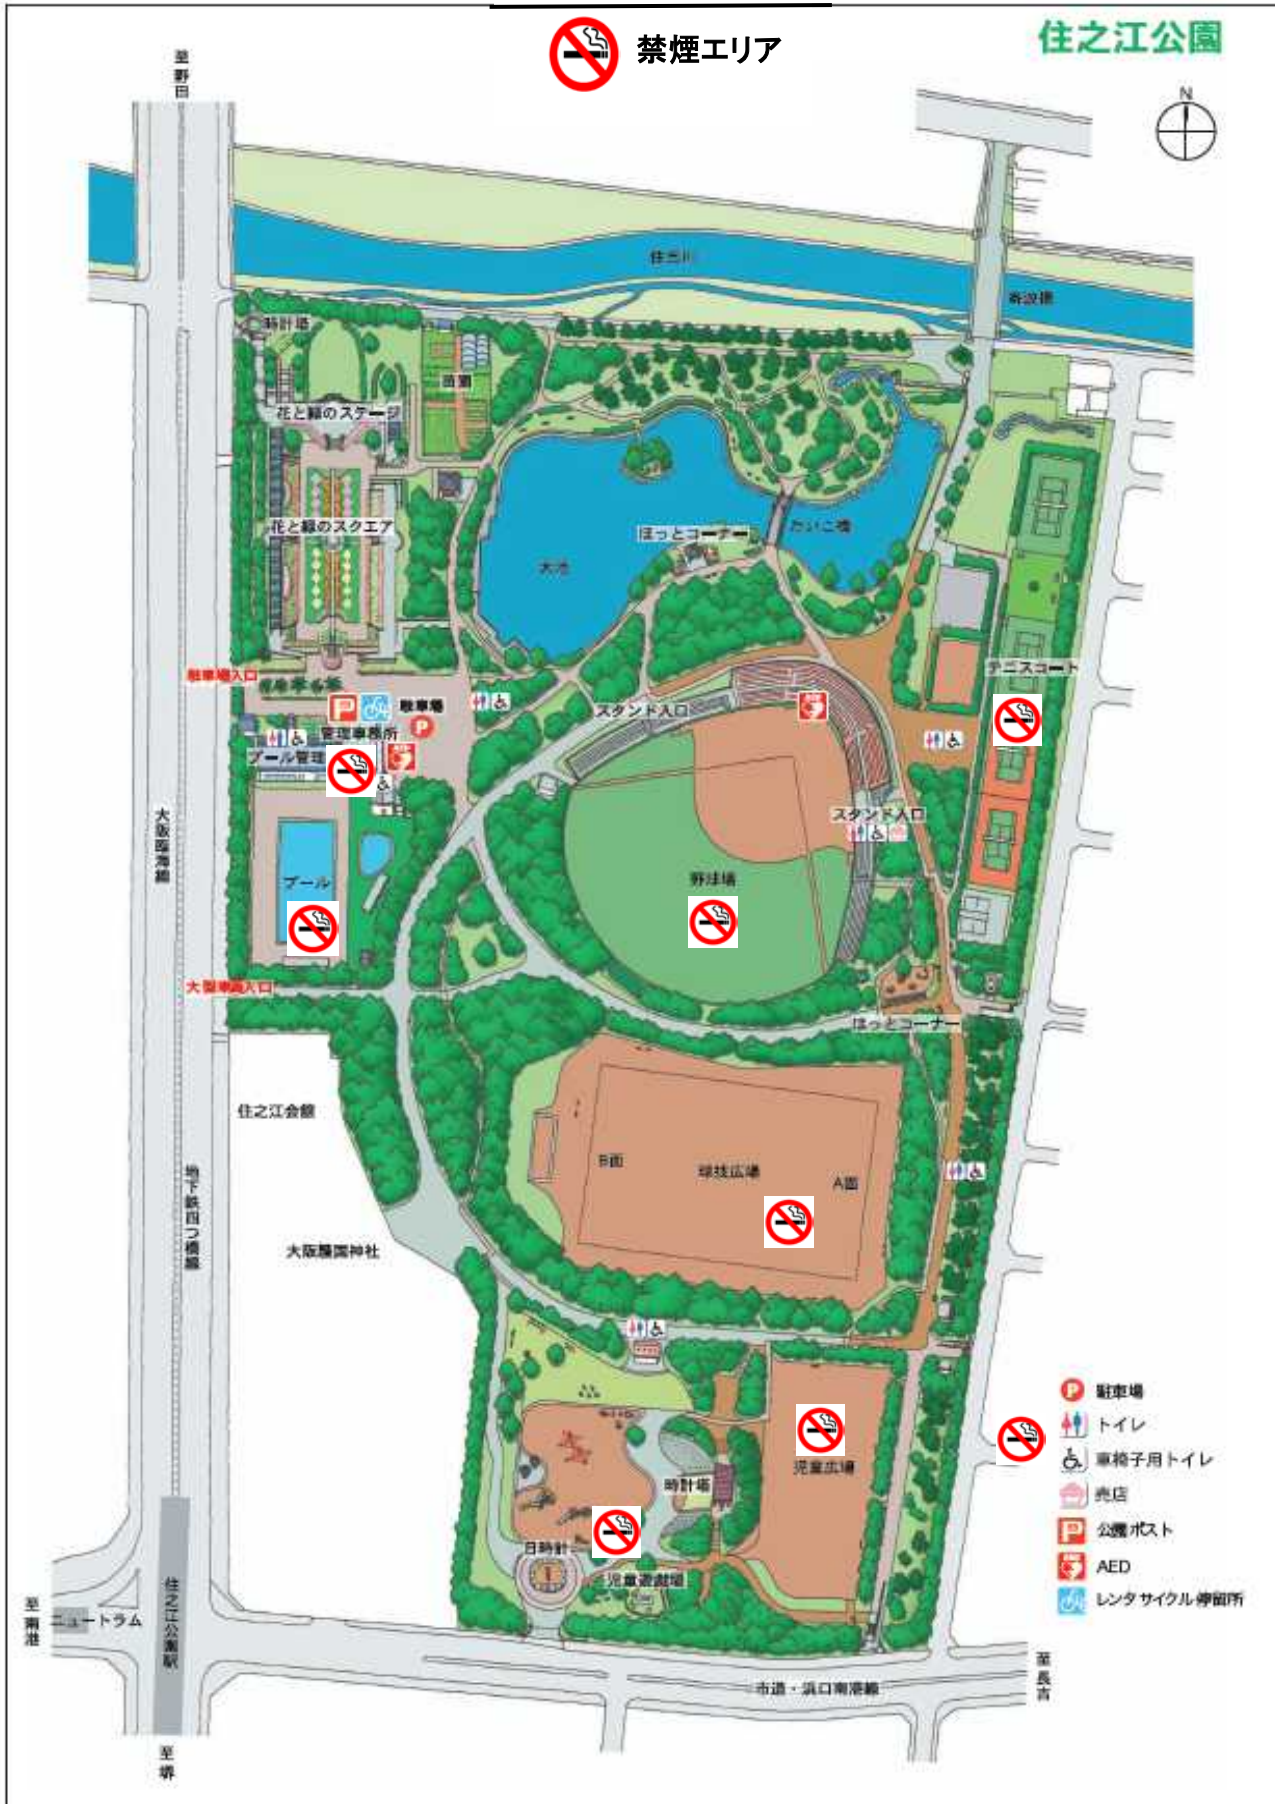 禁煙エリア
住之江公園
至野田
N
住吉川
時計塔
苗圃
花と緑のステージ
花と緑のスクエア
ほっとコーナー
たいこ橋
大池
テニスコート
駐車場入口
駐車場
P
P
管理事務所
AED
プール管理
スタンド入口
AED
スタンド入口
大阪臨海線
プール
野球場
大型車両入口
ほっとコーナー
住之江会館
地下鉄四つ橋線
B面
球技広場
A面
大阪護国神社
児童広場
時計塔
日時計
児童遊戯場
P 駐車場
トイレ
車椅子用トイレ
売店
P 公園ポスト
AED AED
レンタサイクル停留所
至南港
ニュートラム
住之江公園駅
市道・浜口南港線
至長吉
至堺